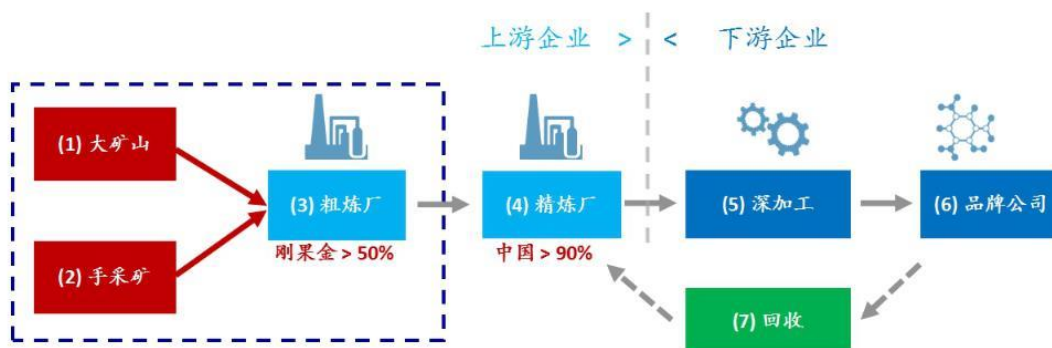 上游企业 > < 下游企业
(1) 大矿山
(3) 粗炼厂
(4) 精炼厂
(5) 深加工
(6) 品牌公司
刚果金 > 50%
中国 > 90%
(2) 手采矿
(7) 回收